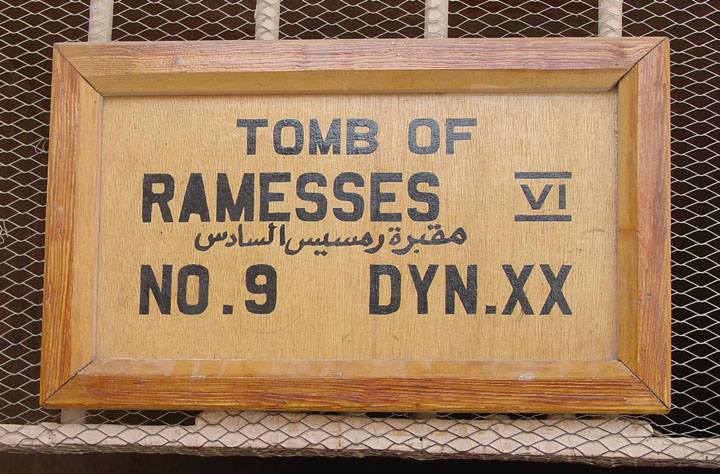 TOMB OF
RAMESSES VI
مقبرة رمسيس السادس
NO.9 DYN.XX